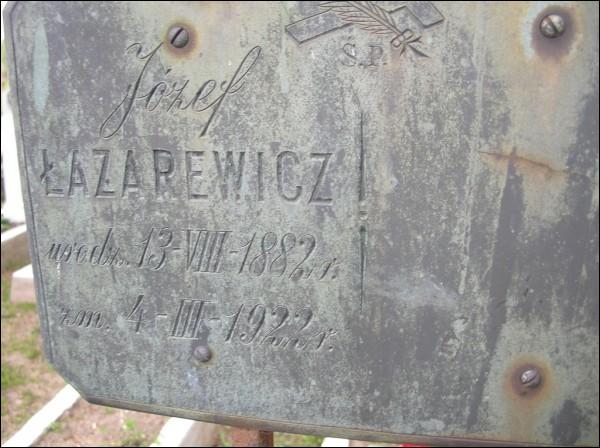 Ś.P.
Józef
ŁAZAREWICZ
urodz. 13-VIII-1882 r.
zm. 4-III-1922 r.